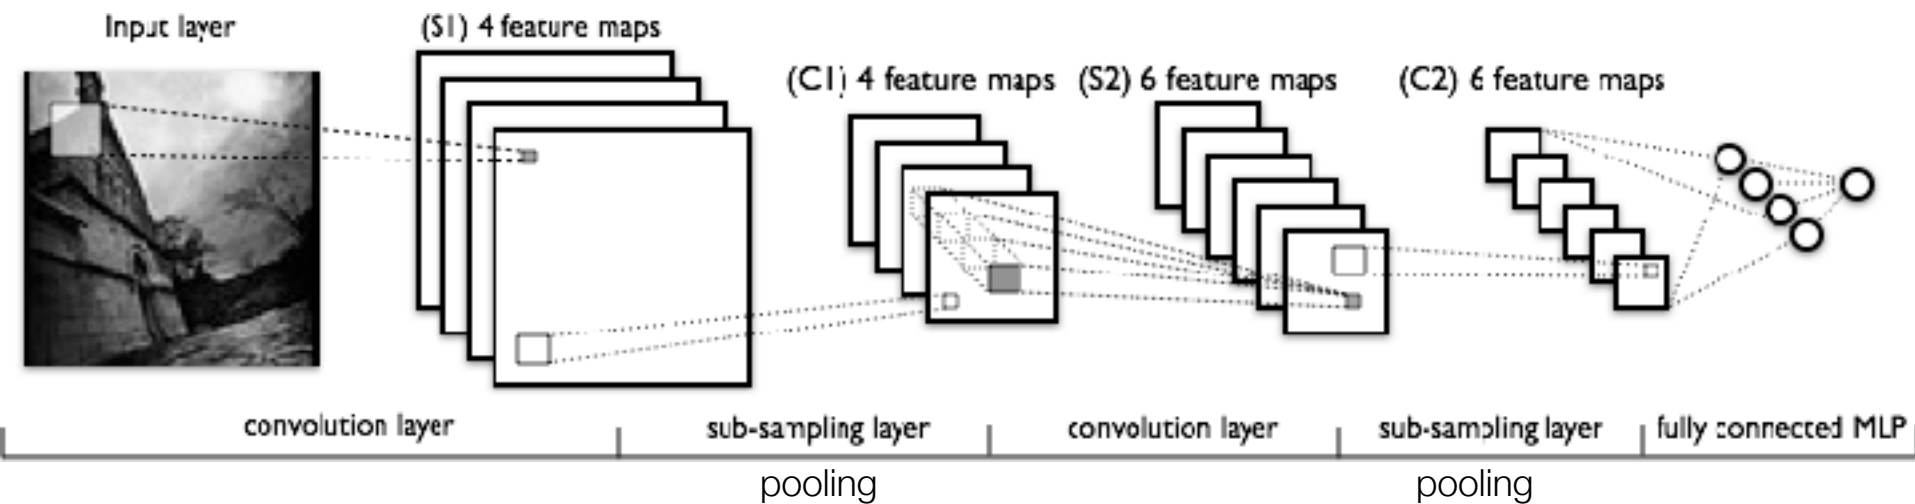 Input layer
(S1) 4 feature maps
(C1) 4 feature maps
(S2) 6 feature maps
(C2) 6 feature maps
convolution layer
sub-sampling layer
convolution layer
sub-sampling layer
fully connected MLP
pooling
pooling